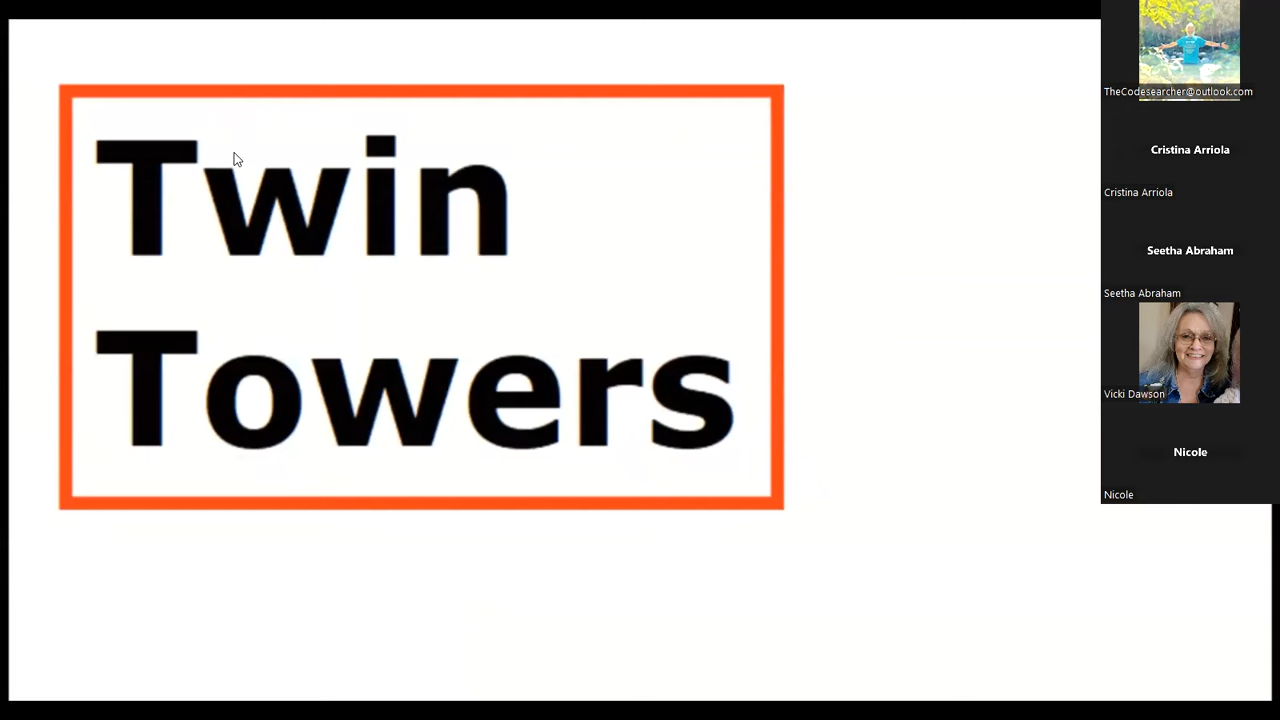 Twin
Towers
TheCodesearcher@outlook.com
Cristina Arriola
Cristina Arriola
Seetha Abraham
Seetha Abraham
Vicki Dawson
Nicole
Nicole